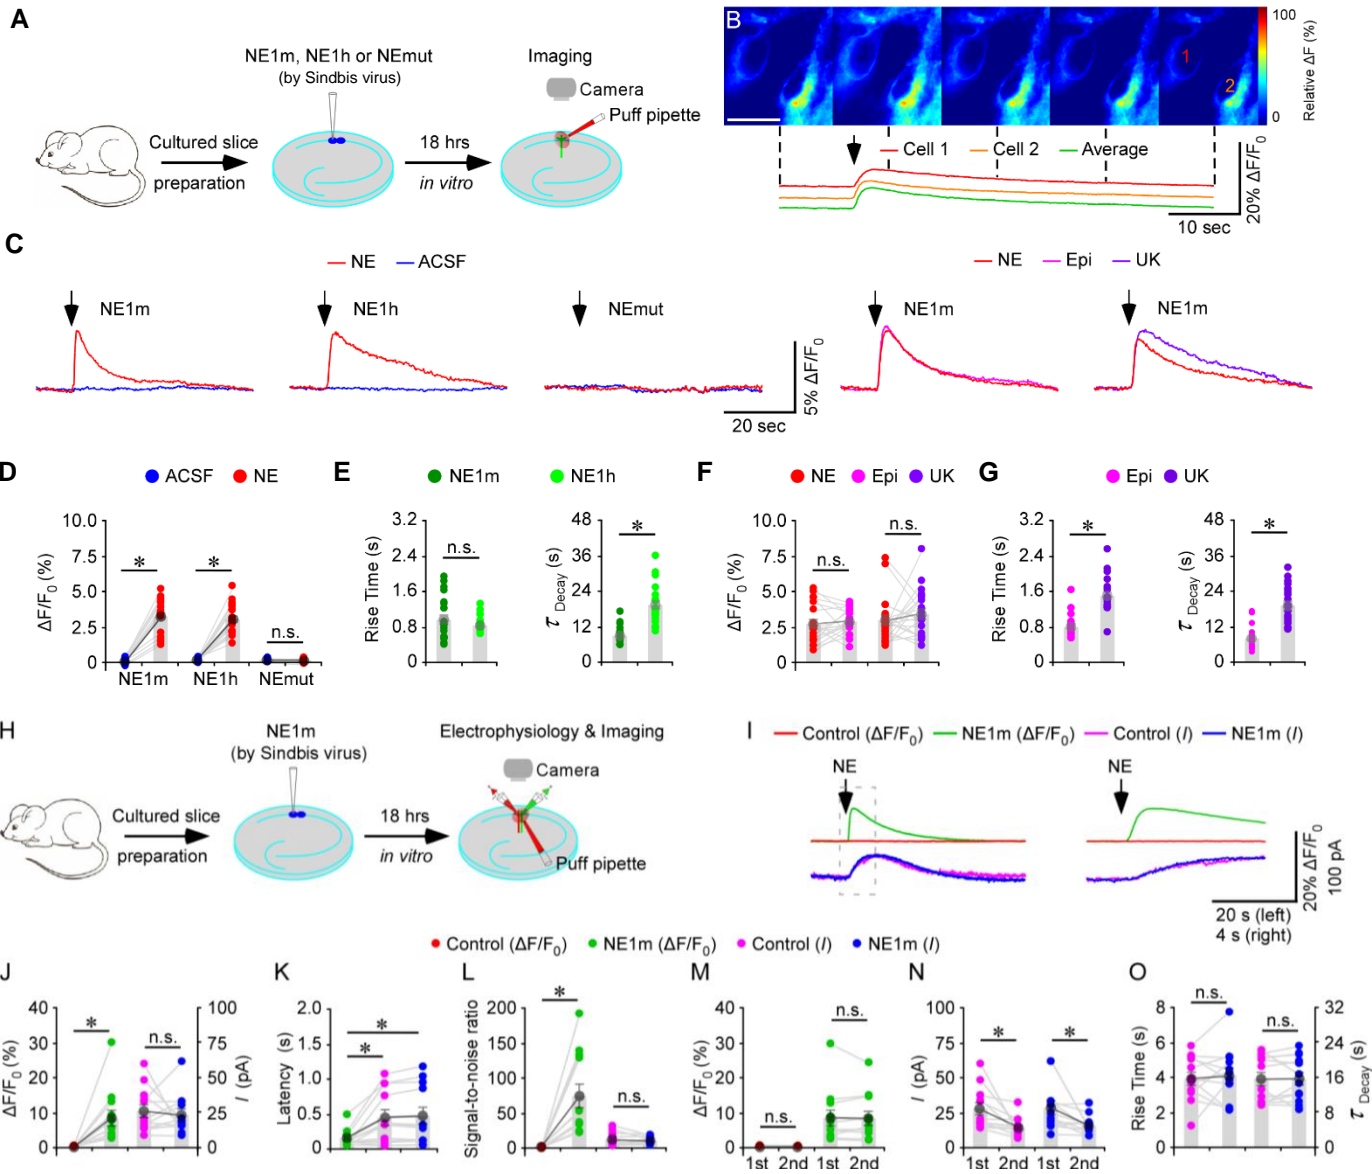 A
NE1m, NE1h or NEmut
(by Sindbis virus)
Imaging
Camera
Puff pipette
Cultured slice
preparation
18 hrs
in vitro
B
1
2
100
0
Relative ΔF (%)
Cell 1
Cell 2
Average
20% ΔF/F0
10 sec
C
NE
ACSF
NE
Epi
UK
NE1m
NE1h
NEmut
NE1m
NE1m
5% ΔF/F0
20 sec
D
ACSF
NE
ΔF/F0 (%)
10.0
7.5
5.0
2.5
0
*
*
n.s.
NE1m
NE1h
NEmut
E
NE1m
NE1h
Rise Time (s)
3.2
2.4
1.6
0.8
0
n.s.
τ Decay (s)
48
36
24
12
0
*
F
NE
Epi
UK
ΔF/F0 (%)
10.0
7.5
5.0
2.5
0
n.s.
n.s.
G
Epi
UK
Rise Time (s)
3.2
2.4
1.6
0.8
0
*
τ Decay (s)
48
36
24
12
0
*
H
NE1m
(by Sindbis virus)
Electrophysiology & Imaging
Camera
Cultured slice
preparation
18 hrs
in vitro
Puff pipette
I
Control (ΔF/F0)
NE1m (ΔF/F0)
Control (I)
NE1m (I)
NE
NE
20% ΔF/F0
100 pA
20 s (left)
4 s (right)
Control (ΔF/F0)
NE1m (ΔF/F0)
Control (I)
NE1m (I)
J
ΔF/F0 (%)
40
30
20
10
0
*
n.s.
100
75
50
25
0
I (pA)
K
Latency (s)
2.0
1.5
1.0
0.5
0
*
*
L
Signal-to-noise ratio
200
150
100
50
0
*
n.s.
M
ΔF/F0 (%)
40
30
20
10
0
n.s.
n.s.
1st 2nd 1st 2nd
N
I (pA)
100
75
50
25
0
*
*
1st 2nd 1st 2nd
O
Rise Time (s)
8
6
4
2
0
n.s.
n.s.
32
24
16
8
0
τ Decay (s)